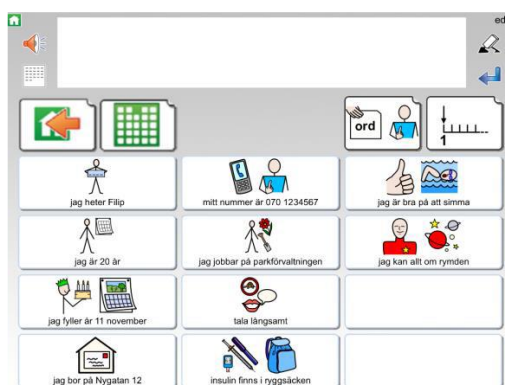 ed
ord
1
jag heter Filip
mitt nummer är 070 1234567
jag är bra på att simma
jag är 20 år
jag jobbar på parkförvaltningen
jag kan allt om rymden
jag fyller år 11 november
tala långsamt
jag bor på Nygatan 12
insulin finns i ryggsäcken